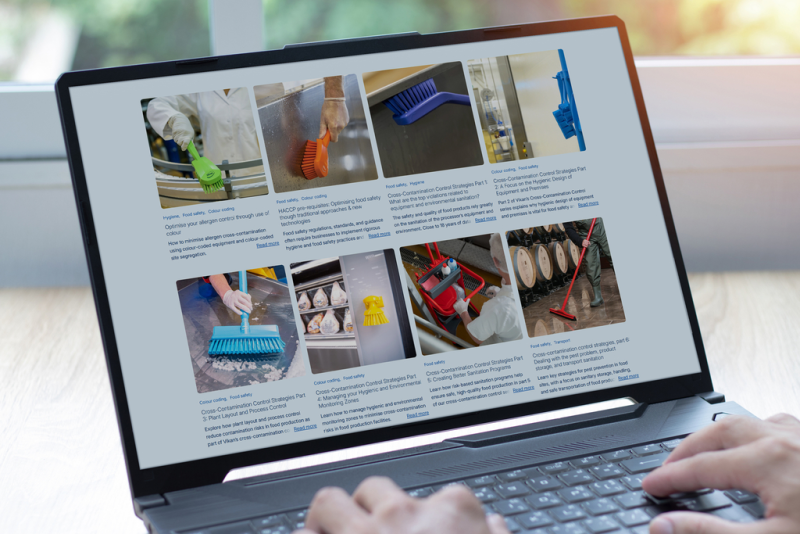 Hygiene, Food safety, Colour coding
Optimise your allergen control through use of
colour
How to minimise allergen cross-contamination,
using colour-coded equipment and colour-coded
site segregation.
Read more
Food safety, Colour coding
HACCP pre-requisites: Optimising food safety
though traditional approaches & new
technologies
Food safety regulations, standards, and guidance
often require businesses to implement rigorous
hygiene and food safety practices an
Read more
Food safety, Hygiene
Cross-Contamination Control Strategies Part 1:
What are the top violations related to
equipment and environmental sanitation?
The safety and quality of food products rely greatly
on the sanitation of the processor's equipment and
environment. Close to 16 years of
Read more
Colour coding, Food safety
Cross-Contamination Control Strategies Part
2: A Focus on the Hygienic Design of
Equipment and Premises
Part 2 of Vikan's Cross-Contamination Control
series explains why hygienic design of equipment
and premises is vital for safety
Read more
Colour coding, Food safety
Cross-Contamination Control Strategies Part
3: Plant Layout and Process Control
Explore how plant layout and process control
reduce contamination risks in food production as
part of Vikan's cross-contamination
Read more
Colour coding, Food safety
Cross-Contamination Control Strategies Part
4: Managing your Hygienic and Environmental
Monitoring Zones
Learn how to manage hygienic and environmental
monitoring zones to minimise cross-contamination
risks in food production facilities.
Read more
Food safety
Cross-Contamination Control Strategies Part
5: Creating Better Sanitation Programs
Learn how risk-based sanitation programs help
ensure safe, high-quality food production in part 5
of our cross-contamination control
Read more
Food safety, Transport
Cross-contamination control strategies, part 6:
Dealing with the pest problem, product
storage, and transport sanitation
Learn key strategies for pest prevention in food
sites, with a focus on sanitary design, handling,
and safe transportation of food
Read more